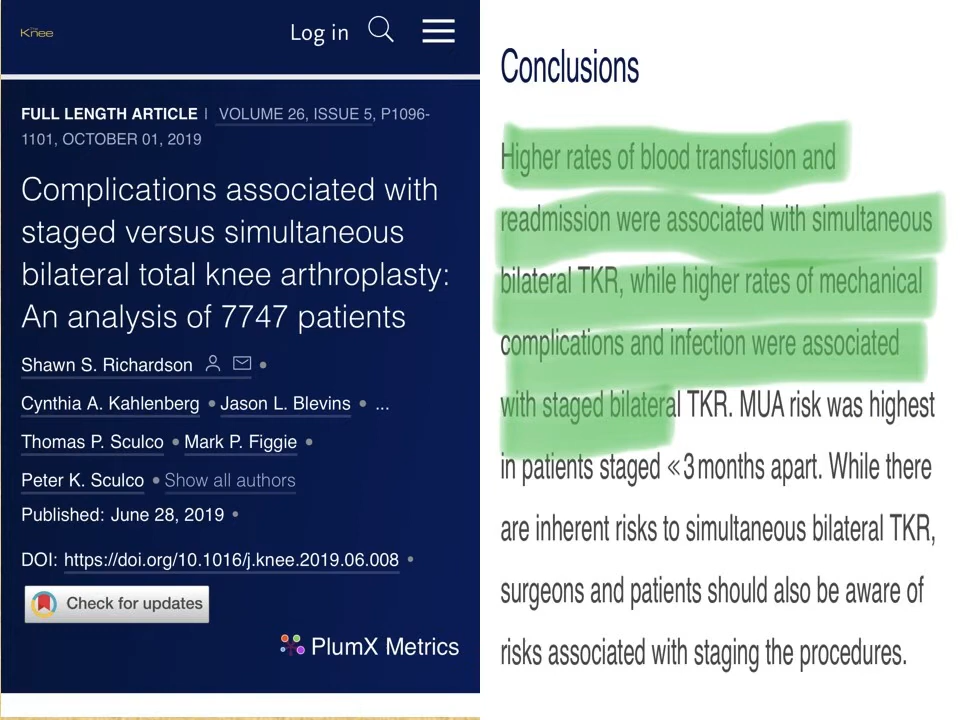 Knee
Log in
FULL LENGTH ARTICLE | VOLUME 26, ISSUE 5, P1096-
1101, OCTOBER 01, 2019
Complications associated with
staged versus simultaneous
bilateral total knee arthroplasty:
An analysis of 7747 patients
Shawn S. Richardson •
Cynthia A. Kahlenberg • Jason L. Blevins • ...
Thomas P. Sculco • Mark P. Figgie •
Peter K. Sculco • Show all authors
Published: June 28, 2019 •
DOI: https://doi.org/10.1016/j.knee.2019.06.008 •
Check for updates
PlumX Metrics
Conclusions
Higher rates of blood transfusion and
readmission were associated with simultaneous
bilateral TKR, while higher rates of mechanical
complications and infection were associated
with staged bilateral TKR. MUA risk was highest
in patients staged «3 months apart. While there
are inherent risks to simultaneous bilateral TKR,
surgeons and patients should also be aware of
risks associated with staging the procedures.